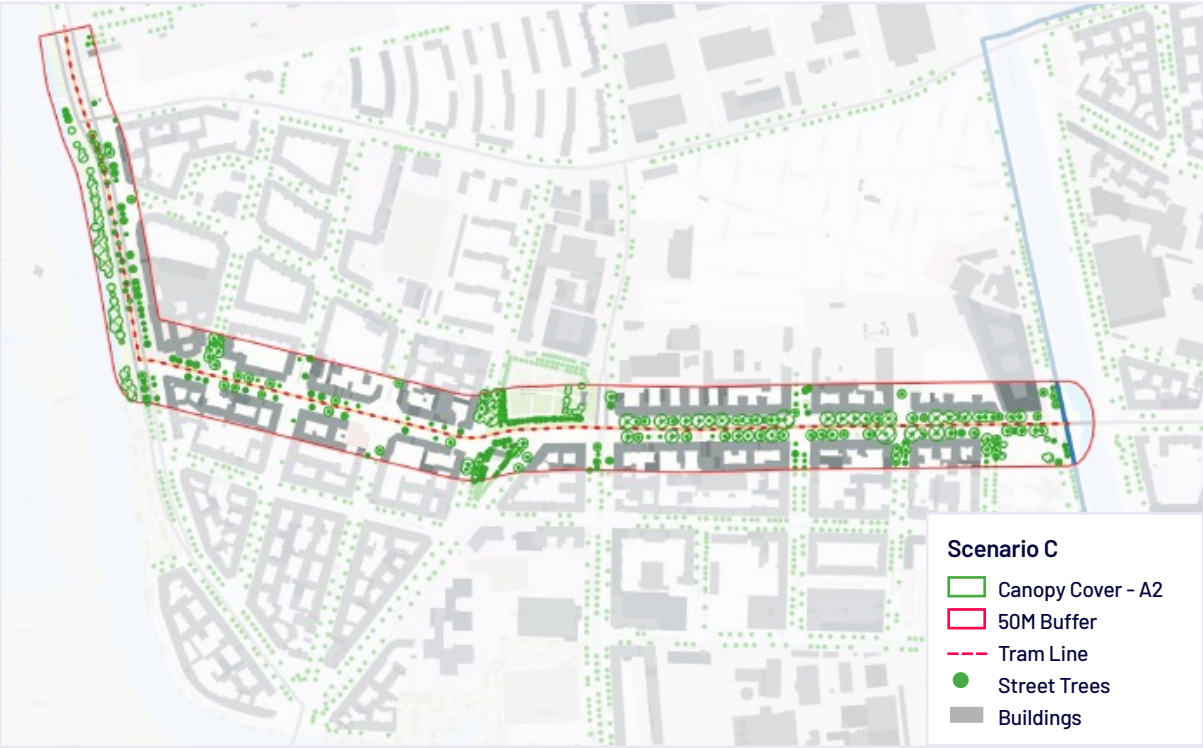 Scenario C
Canopy Cover - A2
50M Buffer
Tram Line
Street Trees
Buildings